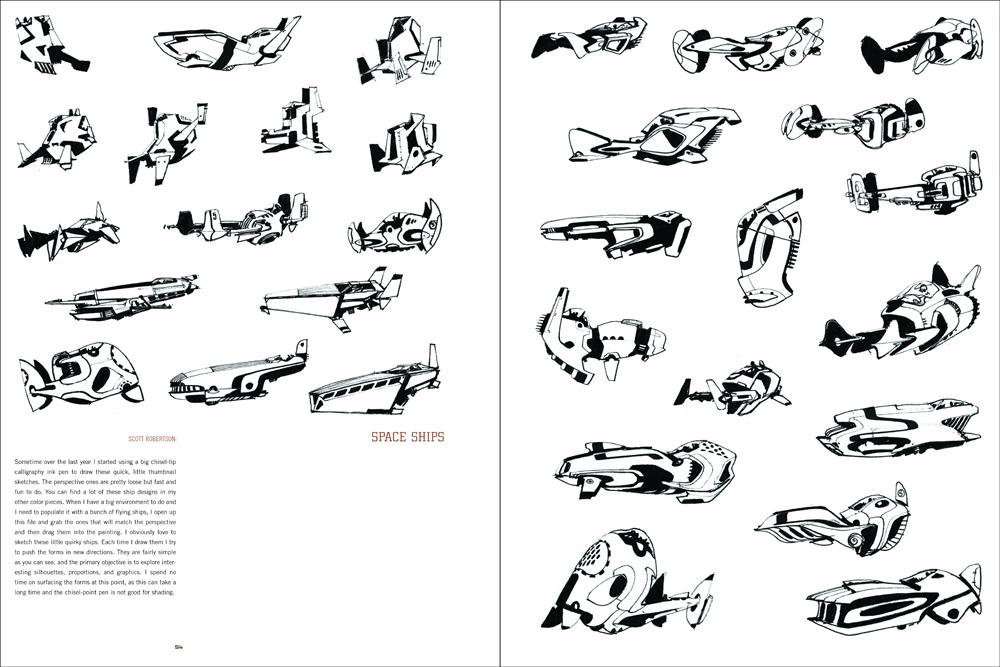 SCOTT ROBERTSON:
SPACE SHIPS
Sometime over the last year I started using a big chisel-tip
calligraphy ink pen to draw these quick, little thumbnail
sketches. The perspective ones are pretty loose but fast and
fun to do. You can find a lot of these ship designs in my
other color pieces. When I have a big environment to do and
I need to populate it with a bunch of flying ships, I open up
this file and grab the ones that will match the perspective
and then drag them into the painting. I obviously love to
sketch these little quirky ships. Each time I draw them I try
to push the forms in new directions. They are fairly simple
as you can see, and the primary objective is to explore inter-
esting silhouettes, proportions, and graphics. I spend no
time on surfacing the forms at this point, as this can take a
long time and the chisel-point pen is not good for shading.
54